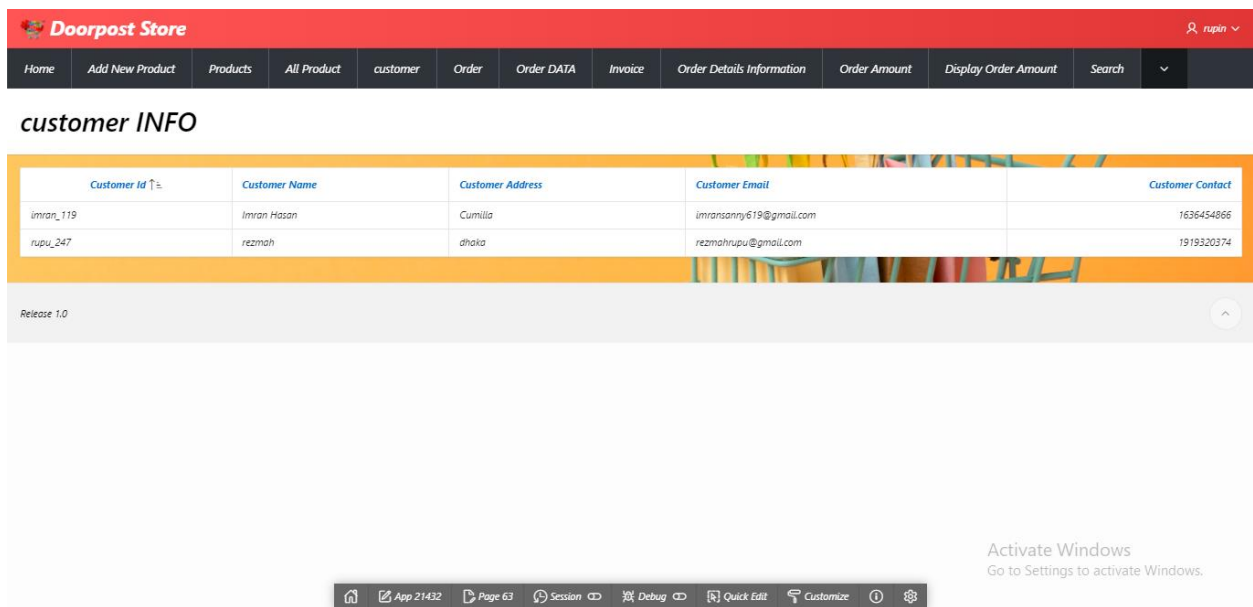 Doorpost Store
rupin
Home Add New Product Products All Product customer Order Order DATA Invoice Order Details Information Order Amount Display Order Amount Search
customer INFO
Customer Id Customer Name Customer Address Customer Email Customer Contact
imran_119 Imran Hasan Cumilla imransanny619@gmail.com 1636454866
rupu_247 rezmah dhaka rezmahrupu@gmail.com 1919320374
Release 1.0
Activate Windows
Go to Settings to activate Windows.
App 21432 Page 63 Session Debug Quick Edit Customize